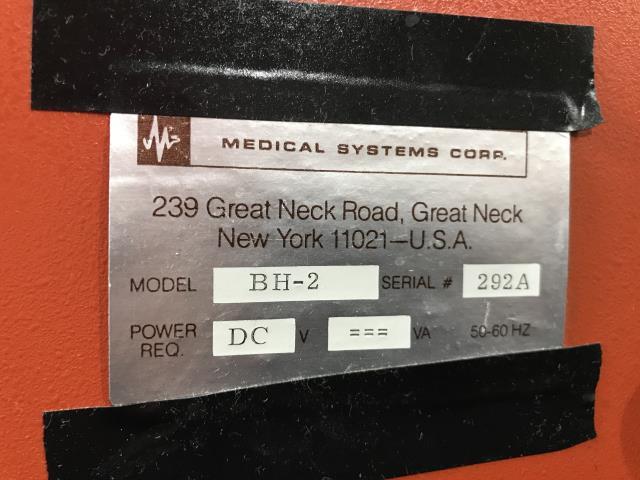 MEDICAL SYSTEMS CORP.
239 Great Neck Road, Great Neck
New York 11021—U.S.A.
MODEL BH-2 SERIAL # 292A
POWER REQ. DC V === VA 50-60 HZ